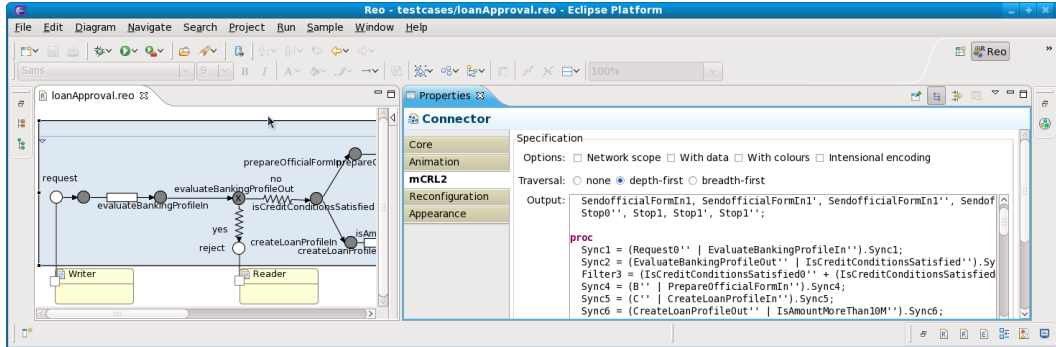 Reo - testcases/loanApproval.reo - Eclipse Platform
File Edit Diagram Navigate Search Project Run Sample Window Help
Reo
Sans 9 B I A 100%
loanApproval.reo
Properties
Connector
Core
Animation
mCRL2
Reconfiguration
Appearance
Specification
Options: Network scope With data With colours Intensional encoding
Traversal: none depth-first breadth-first
Output:
SendofficialFormIn1, SendofficialFormIn1', SendofficialFormIn1'', Sendof
Stop0'', Stop1, Stop1', Stop1'';
proc
Sync1 = (Request0'' | EvaluateBankingProfileIn'').Sync1;
Sync2 = (EvaluateBankingProfileOut'' | IsCreditConditionsSatisfied'').Sy
Filter3 = (IsCreditConditionsSatisfied0'' + (IsCreditConditionsSatisfied
Sync4 = (B'' | PrepareOfficialFormIn'').Sync4;
Sync5 = (C'' | CreateLoanProfileIn'').Sync5;
Sync6 = (CreateLoanProfileOut'' | IsAmountMoreThan10M'').Sync6;
request
evaluateBankingProfileIn
evaluateBankingProfileOut
X
no
isCreditConditionsSatisfied
yes
reject
createLoanProfileIn
Writer
Reader